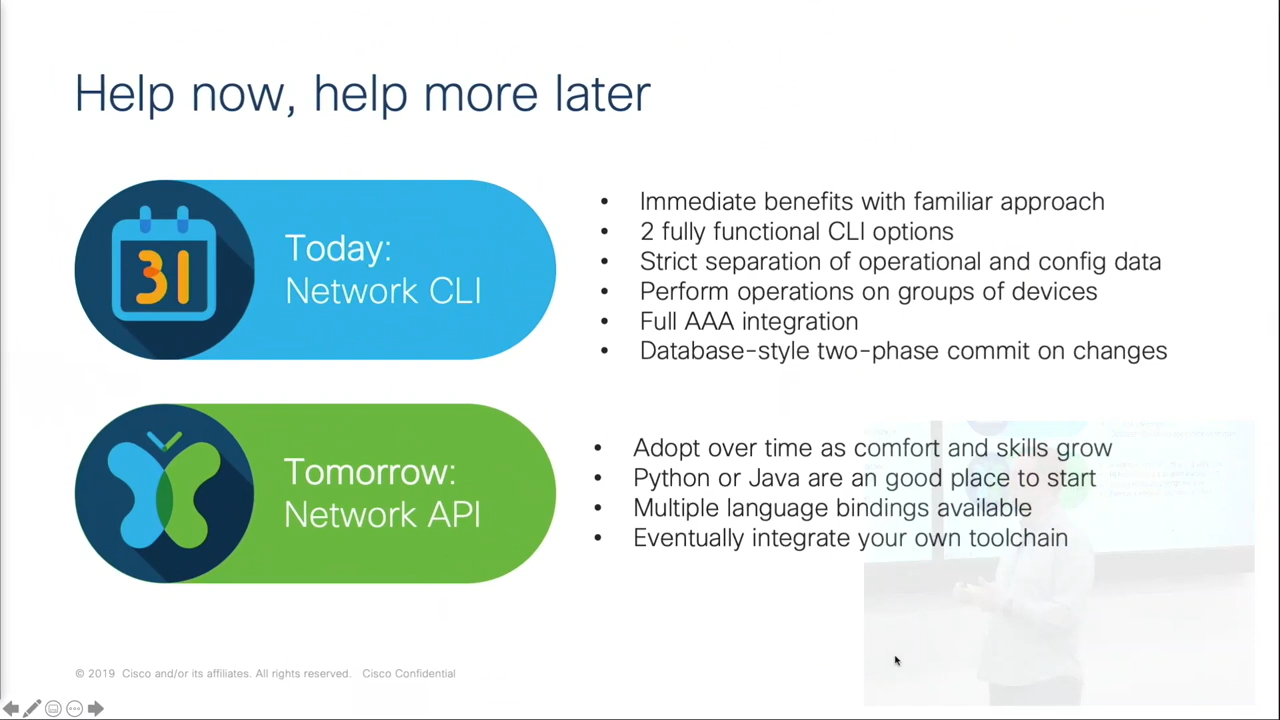 Help now, help more later
31
Today:
Network CLI
• Immediate benefits with familiar approach
• 2 fully functional CLI options
• Strict separation of operational and config data
• Perform operations on groups of devices
• Full AAA integration
• Database-style two-phase commit on changes
Tomorrow:
Network API
• Adopt over time as comfort and skills grow
• Python or Java are an good place to start
• Multiple language bindings available
• Eventually integrate your own toolchain
© 2019 Cisco and/or its affiliates. All rights reserved. Cisco Confidential